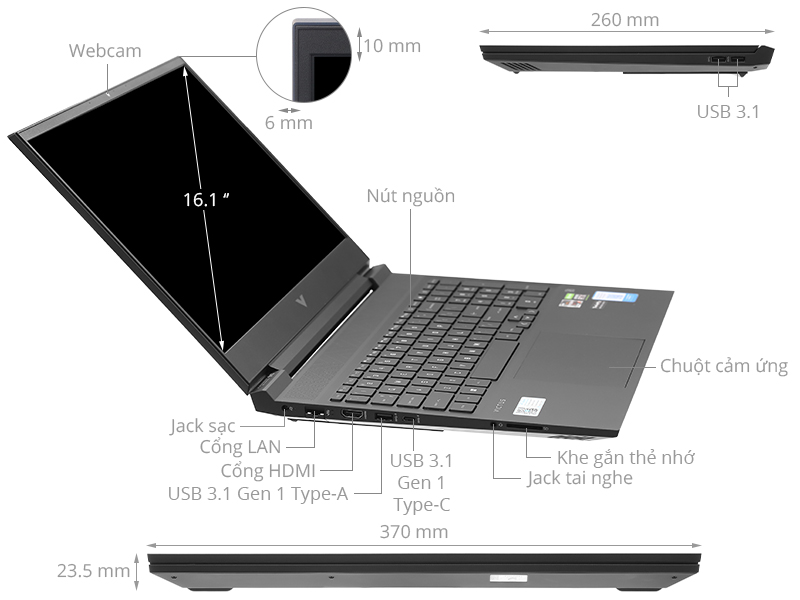 260 mm
Webcam
10 mm
6 mm
USB 3.1
16.1 “
Nút nguồn
Chuột cảm ứng
VICTUS
Jack sạc
Cổng LAN
Cổng HDMI
USB 3.1 Gen 1 Type-A
USB 3.1
Gen 1
Type-C
Khe gắn thẻ nhớ
Jack tai nghe
370 mm
23.5 mm